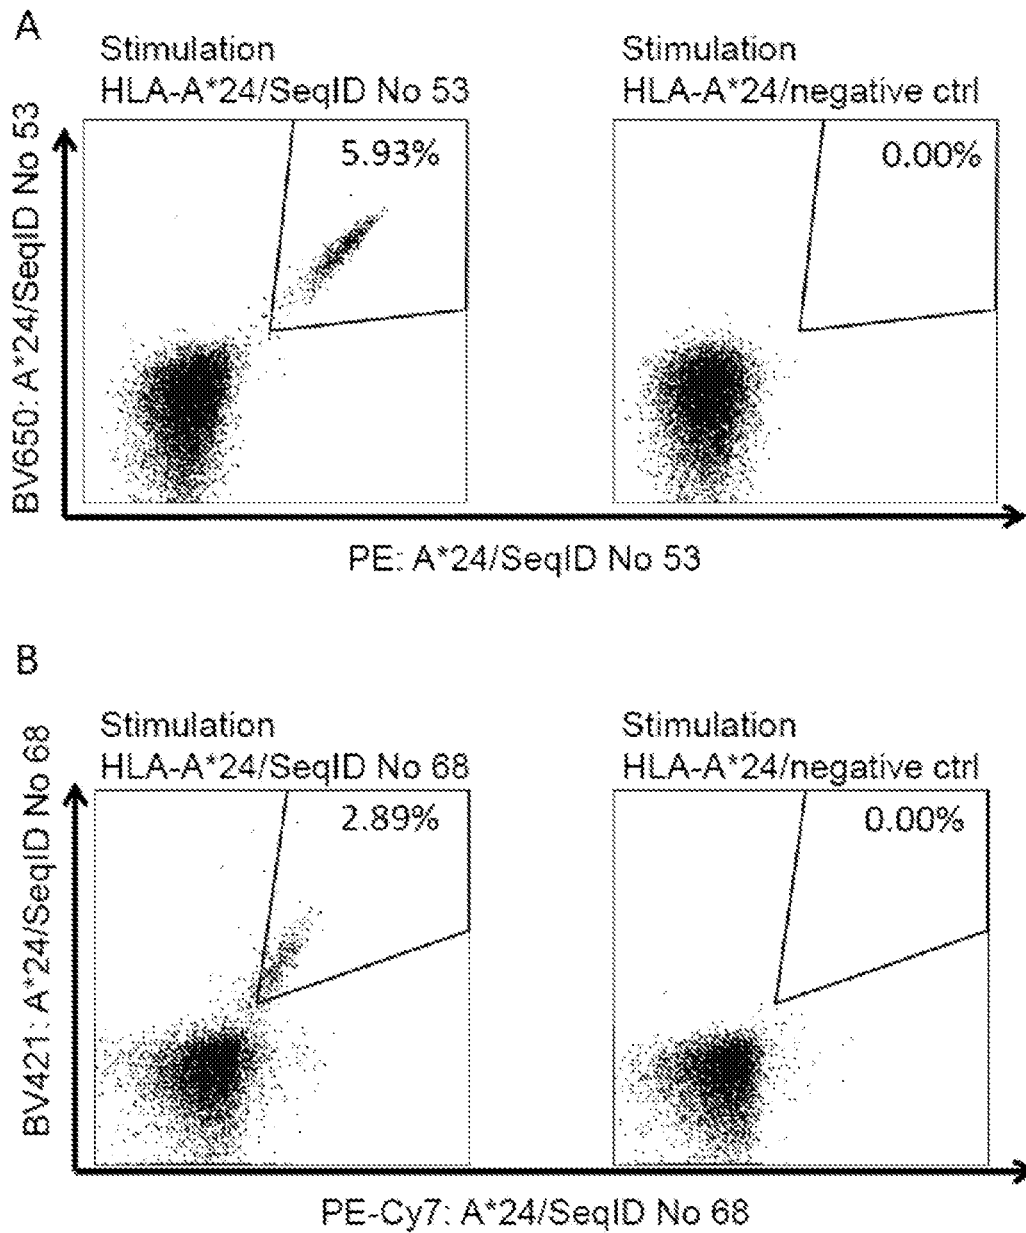 A
Stimulation
HLA-A*24/SeqID No 53
Stimulation
HLA-A*24/negative ctrl
5.93%
0.00%
BV650: A*24/SeqID No 53
PE: A*24/SeqID No 53
B
Stimulation
HLA-A*24/SeqID No 68
Stimulation
HLA-A*24/negative ctrl
2.89%
0.00%
BV421: A*24/SeqID No 68
PE-Cy7: A*24/SeqID No 68